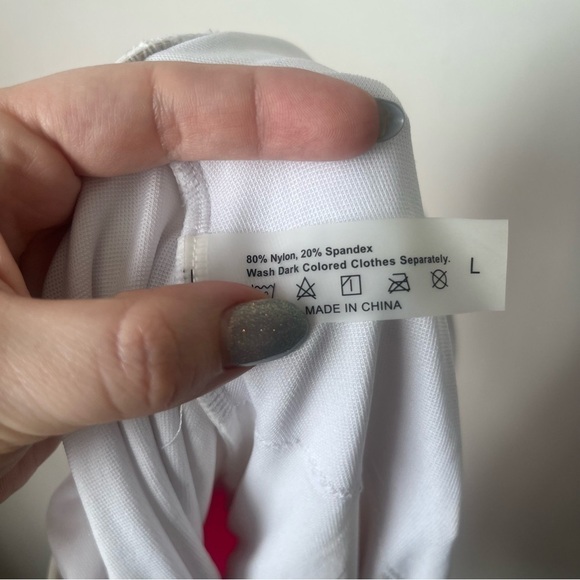 80% Nylon, 20% Spandex
Wash Dark Colored Clothes Separately.
L
MADE IN CHINA